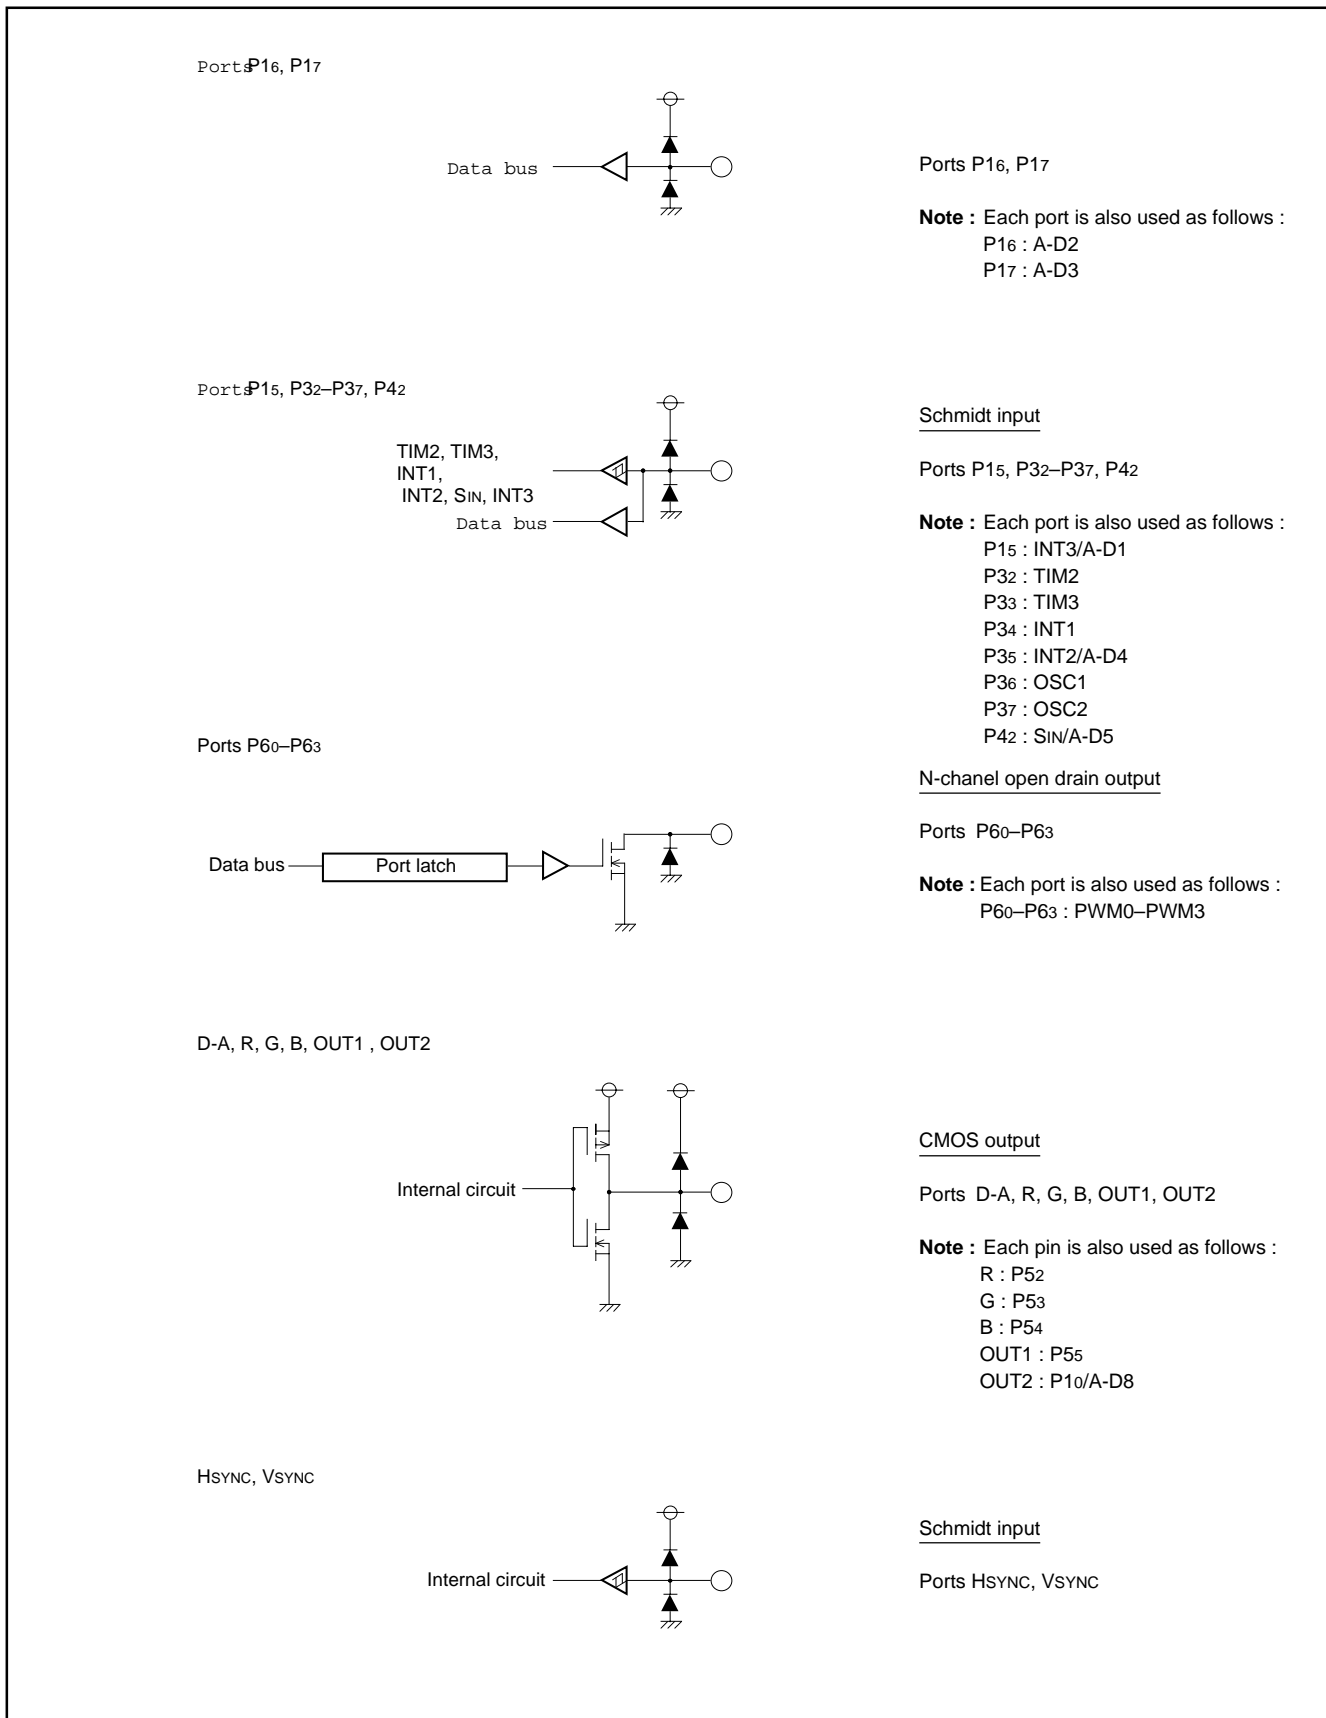 Ports P16, P17
Data bus
Ports P16, P17
Note : Each port is also used as follows :
P16 : A-D2
P17 : A-D3
Ports P15, P32–P37, P42
TIM2, TIM3,
INT1,
INT2, SIN, INT3
Data bus
Schmidt input
Ports P15, P32–P37, P42
Note : Each port is also used as follows :
P15 : INT3/A-D1
P32 : TIM2
P33 : TIM3
P34 : INT1
P35 : INT2/A-D4
P36 : OSC1
P37 : OSC2
P42 : SIN/A-D5
Ports P60–P63
Data bus
Port latch
N-chanel open drain output
Ports P60–P63
Note : Each port is also used as follows :
P60–P63 : PWM0–PWM3
D-A, R, G, B, OUT1 , OUT2
Internal circuit
CMOS output
Ports D-A, R, G, B, OUT1, OUT2
Note : Each pin is also used as follows :
R : P52
G : P53
B : P54
OUT1 : P55
OUT2 : P10/A-D8
HSYNC, VSYNC
Internal circuit
Schmidt input
Ports HSYNC, VSYNC